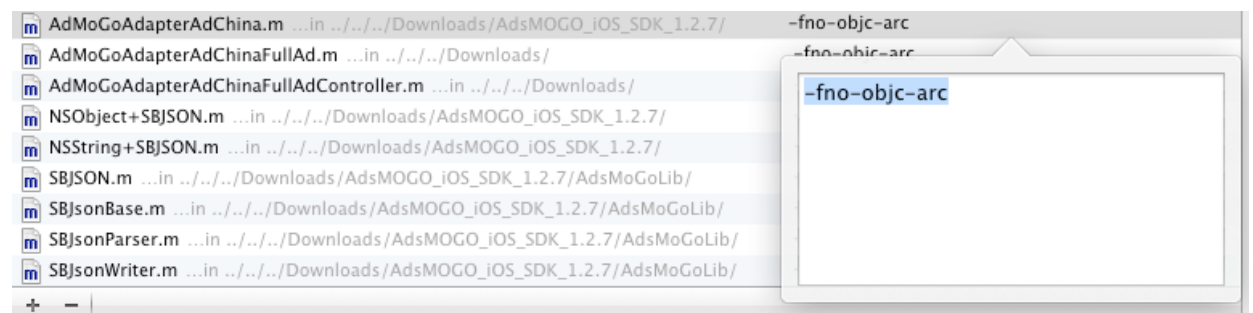 AdMoGoAdapterAdChina.m ...in ../../../Downloads/AdsMOGO_iOS_SDK_1.2.7/ -fno-objc-arc
AdMoGoAdapterAdChinaFullAd.m ...in ../../../Downloads/ -fno-objc-arc
AdMoGoAdapterAdChinaFullAdController.m ...in ../../../Downloads/
-fno-objc-arc
NSObject+SBJSON.m ...in ../../../Downloads/AdsMOGO_iOS_SDK_1.2.7/
NSString+SBJSON.m ...in ../../../Downloads/AdsMOGO_iOS_SDK_1.2.7/
SBJSON.m ...in ../../../Downloads/AdsMOGO_iOS_SDK_1.2.7/AdsMoGoLib/
SBJsonBase.m ...in ../../../Downloads/AdsMOGO_iOS_SDK_1.2.7/AdsMoGoLib/
SBJsonParser.m ...in ../../../Downloads/AdsMOGO_iOS_SDK_1.2.7/AdsMoGoLib/
SBJsonWriter.m ...in ../../../Downloads/AdsMOGO_iOS_SDK_1.2.7/AdsMoGoLib/